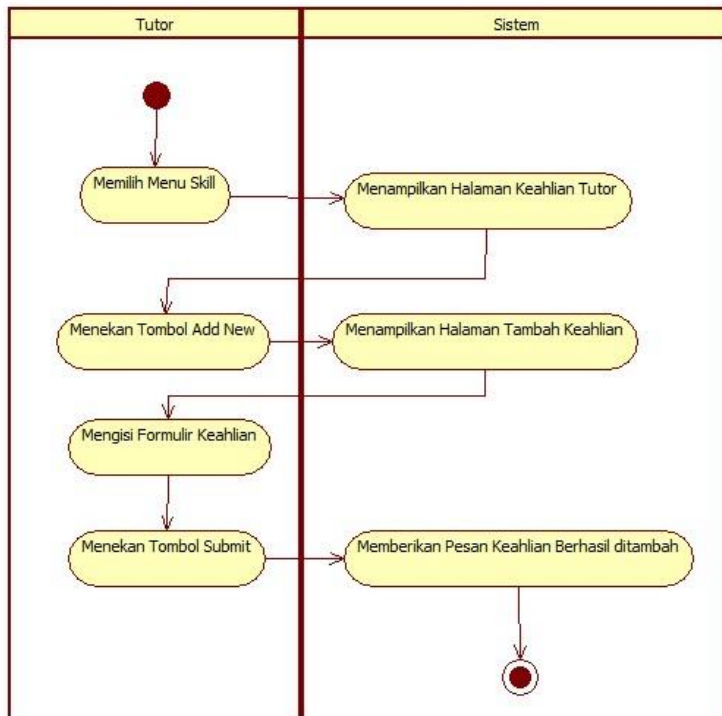 Tutor
Sistem
Memilih Menu Skill
Menampilkan Halaman Keahlian Tutor
Menekan Tombol Add New
Menampilkan Halaman Tambah Keahlian
Mengisi Formulir Keahlian
Menekan Tombol Submit
Memberikan Pesan Keahlian Berhasil ditambah